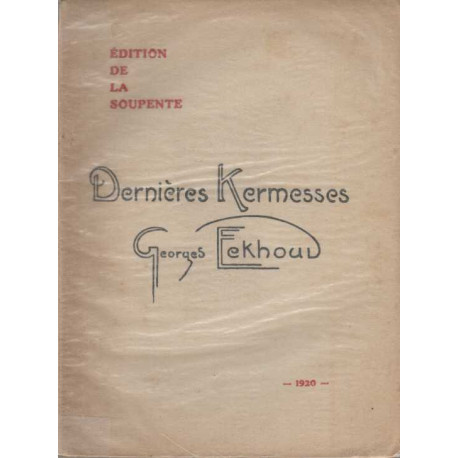 ÉDITION
DE
LA
SOUPENTE
Dernières Kermesses
Georges Eekhoud
— 1920 —